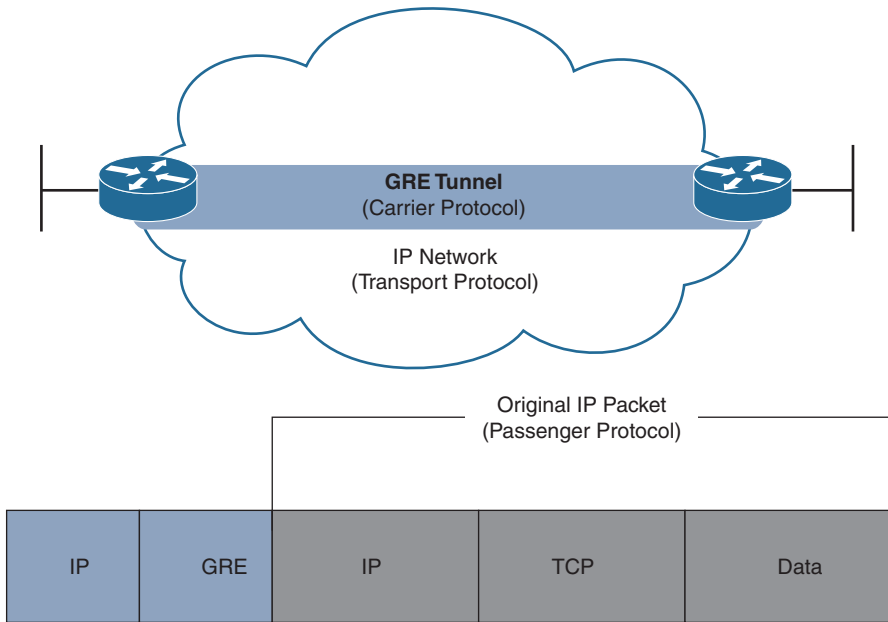 GRE Tunnel
(Carrier Protocol)
IP Network
(Transport Protocol)
Original IP Packet
(Passenger Protocol)
IP
GRE
IP
TCP
Data